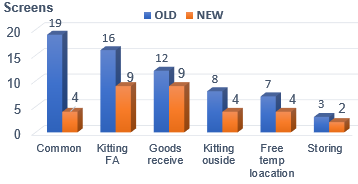 Screens
OLD NEW
20
15
10
5
0
19
4
16
9
12
9
8
4
7
4
3
2
Common
Kitting
FA
Goods
receive
Kitting
ouside
Free
temp
loacation
Storing